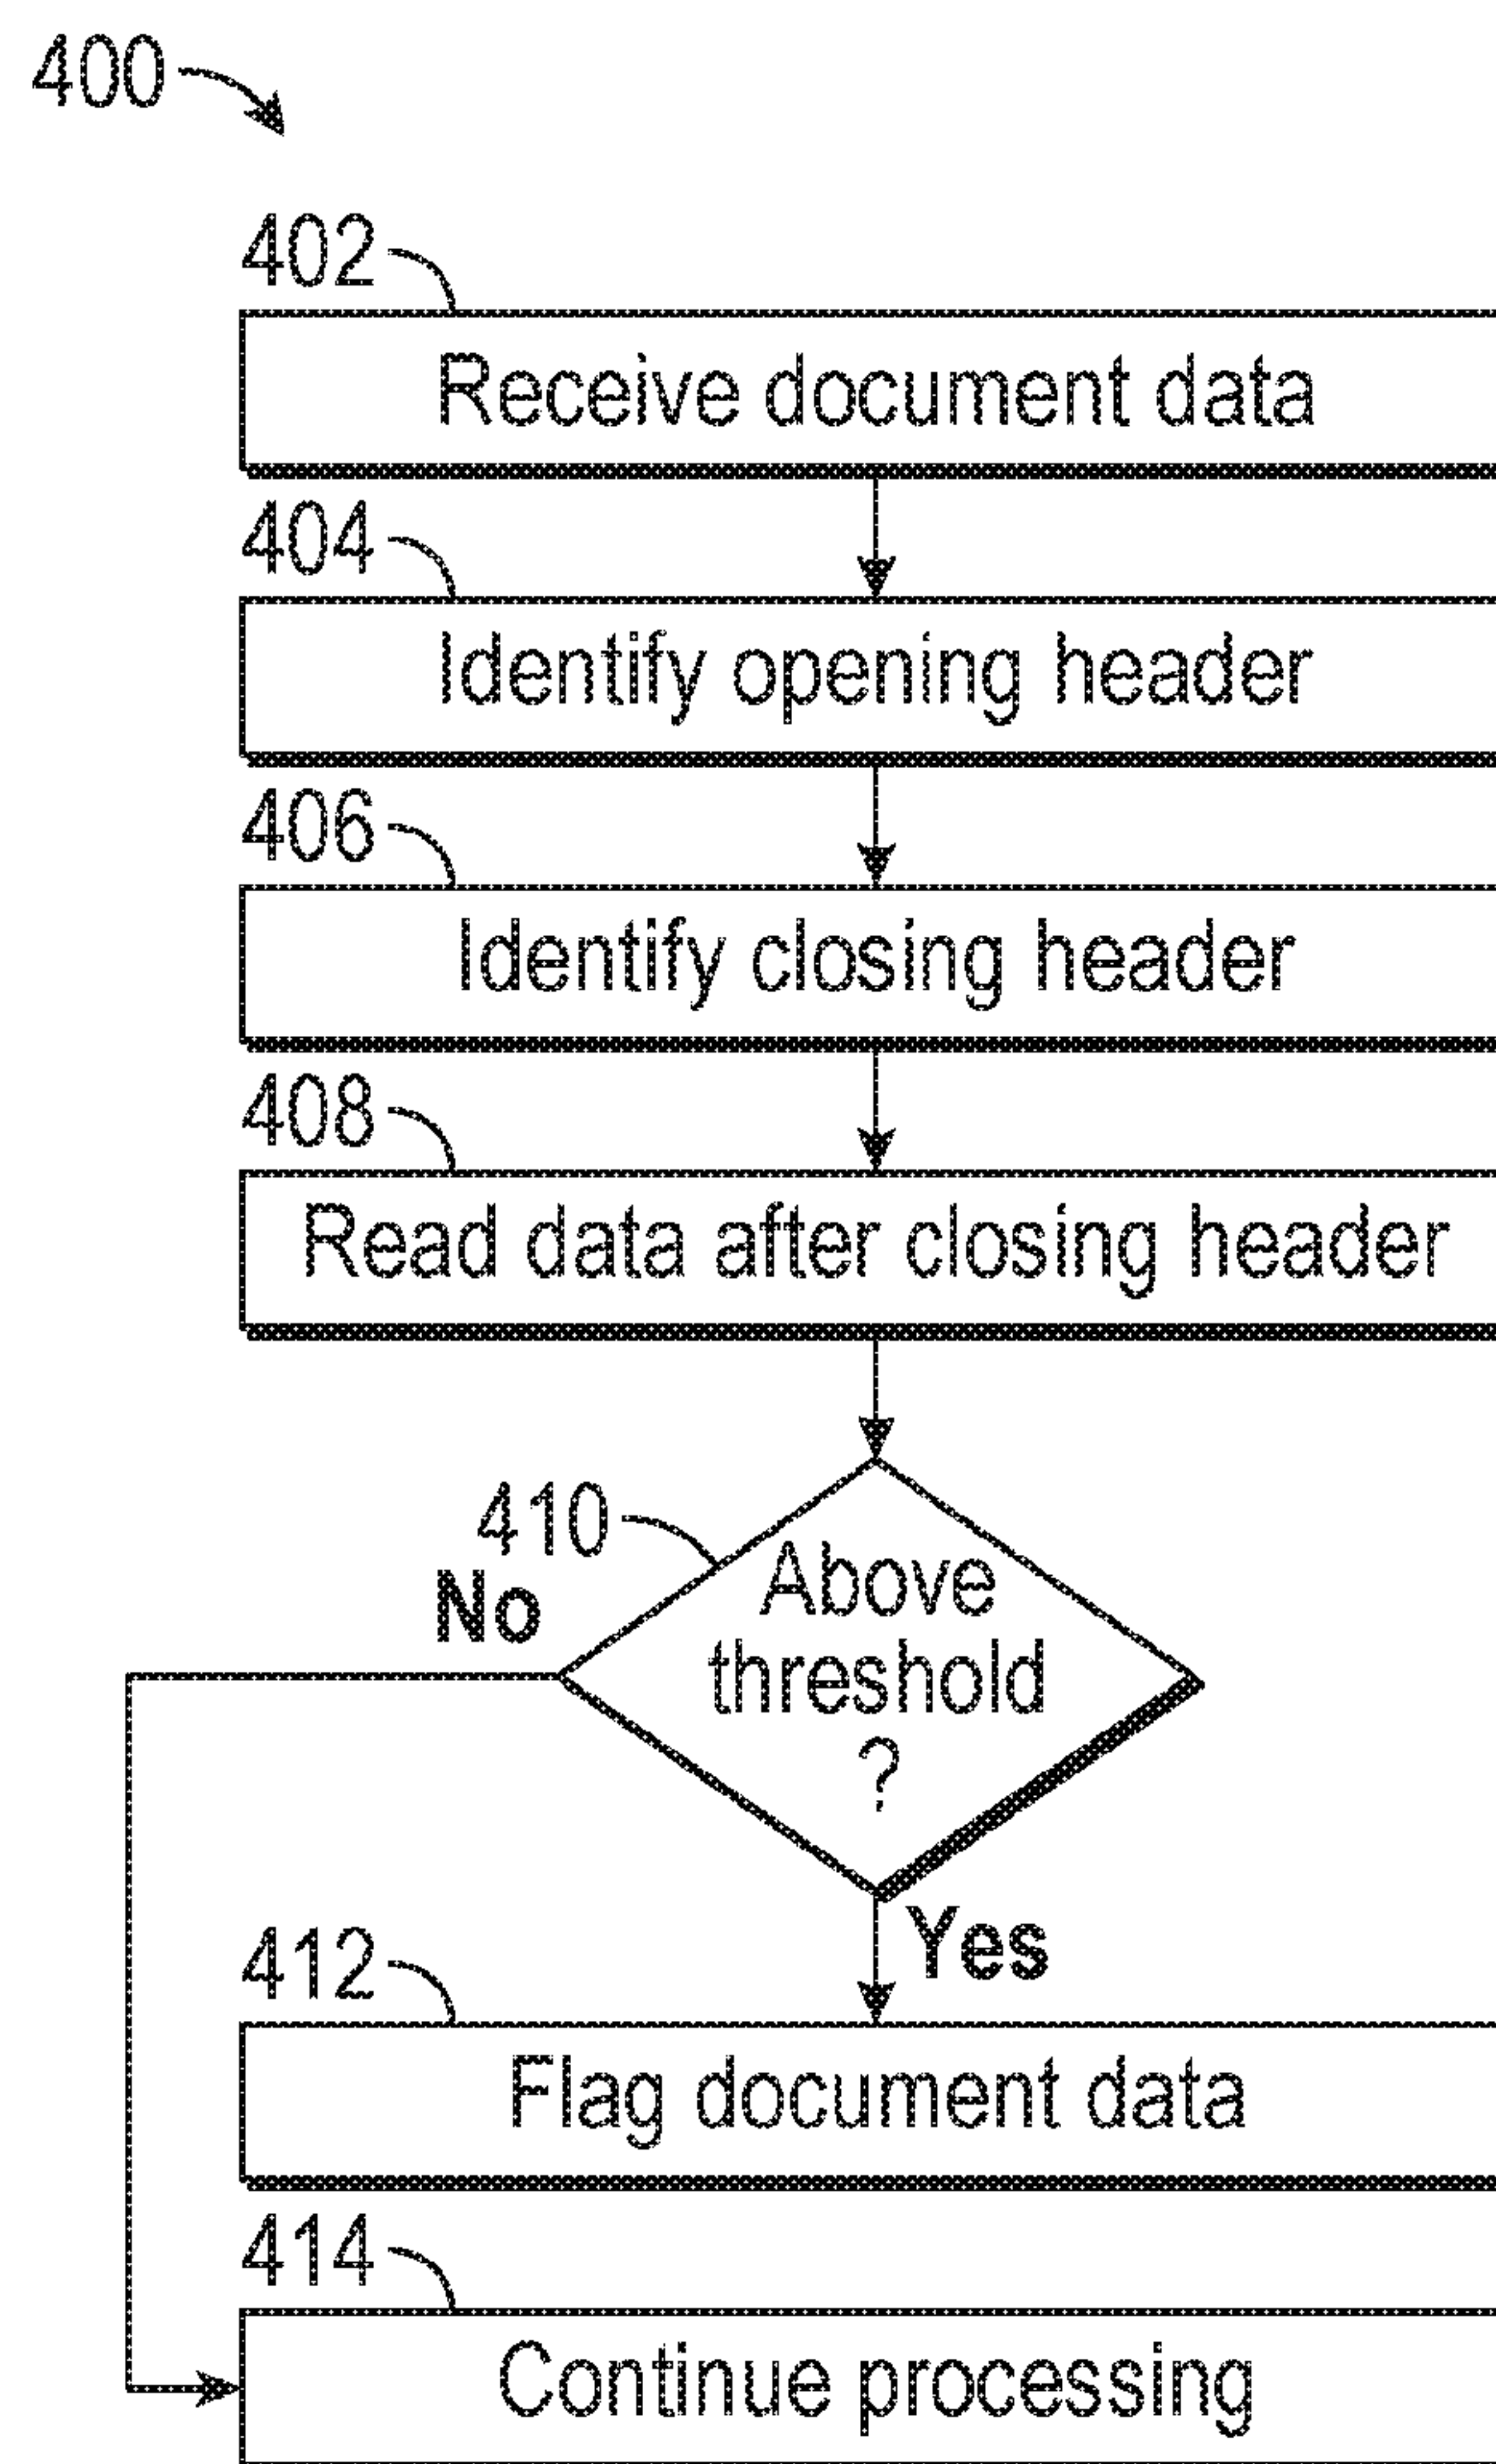 400
402
Receive document data
404
Identify opening header
406
Identify closing header
408
Read data after closing header
410
No
Above
threshold
?
Yes
412
Flag document data
414
Continue processing